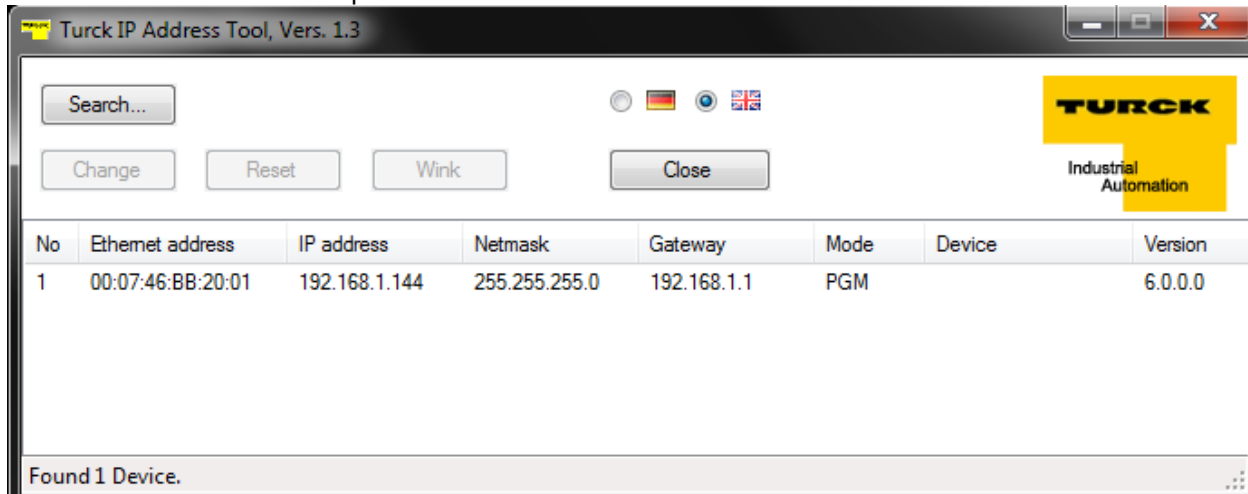 Turck IP Address Tool, Vers. 1.3
Search...
TURCK
Change Reset Wink Close
Industrial
Automation
No Ethernet address IP address Netmask Gateway Mode Device Version
1 00:07:46:BB:20:01 192.168.1.144 255.255.255.0 192.168.1.1 PGM 6.0.0.0
Found 1 Device.